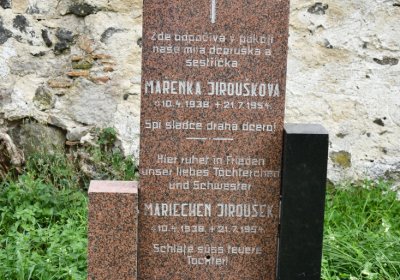 Zde odpočívá v pokoji
naše milá dceruška a
sestřička
MAŘENKA JIROUŠKOVÁ
*10.4.1938 +21.7.1954
Spi sladce drahá dcero!
Hier ruhet in Frieden
unser liebes Töchterchen
und Schwester
MARIECHEN JIROUSEK
*10.4.1938 +21.7.1954
Schlafe süss teuere
Tochter!